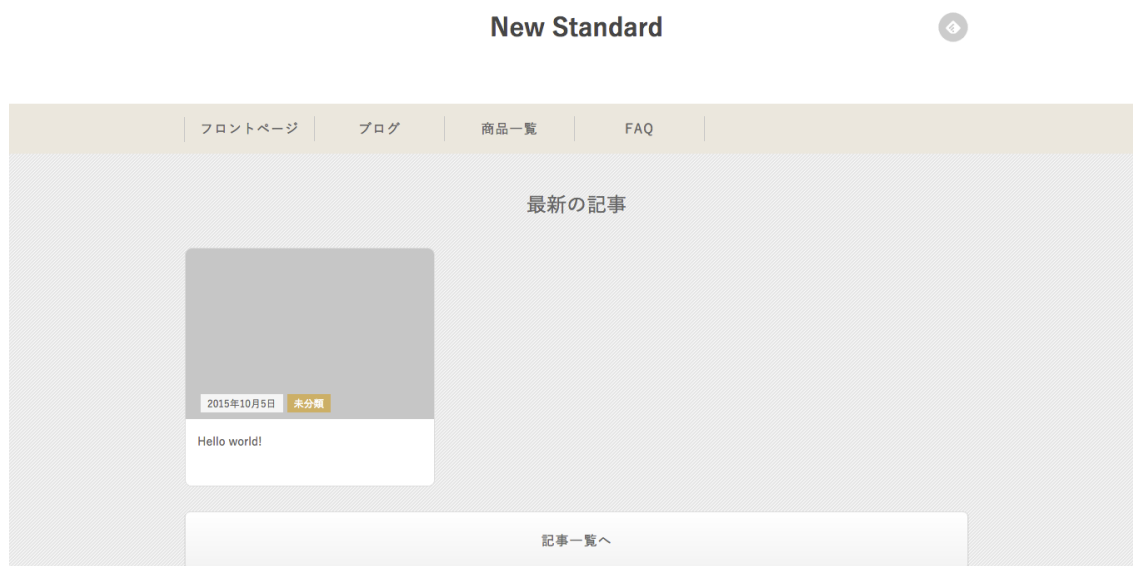 New Standard
フロントページ ブログ 商品一覧 FAQ
最新の記事
2015年10月5日 未分類
Hello world!
記事一覧へ